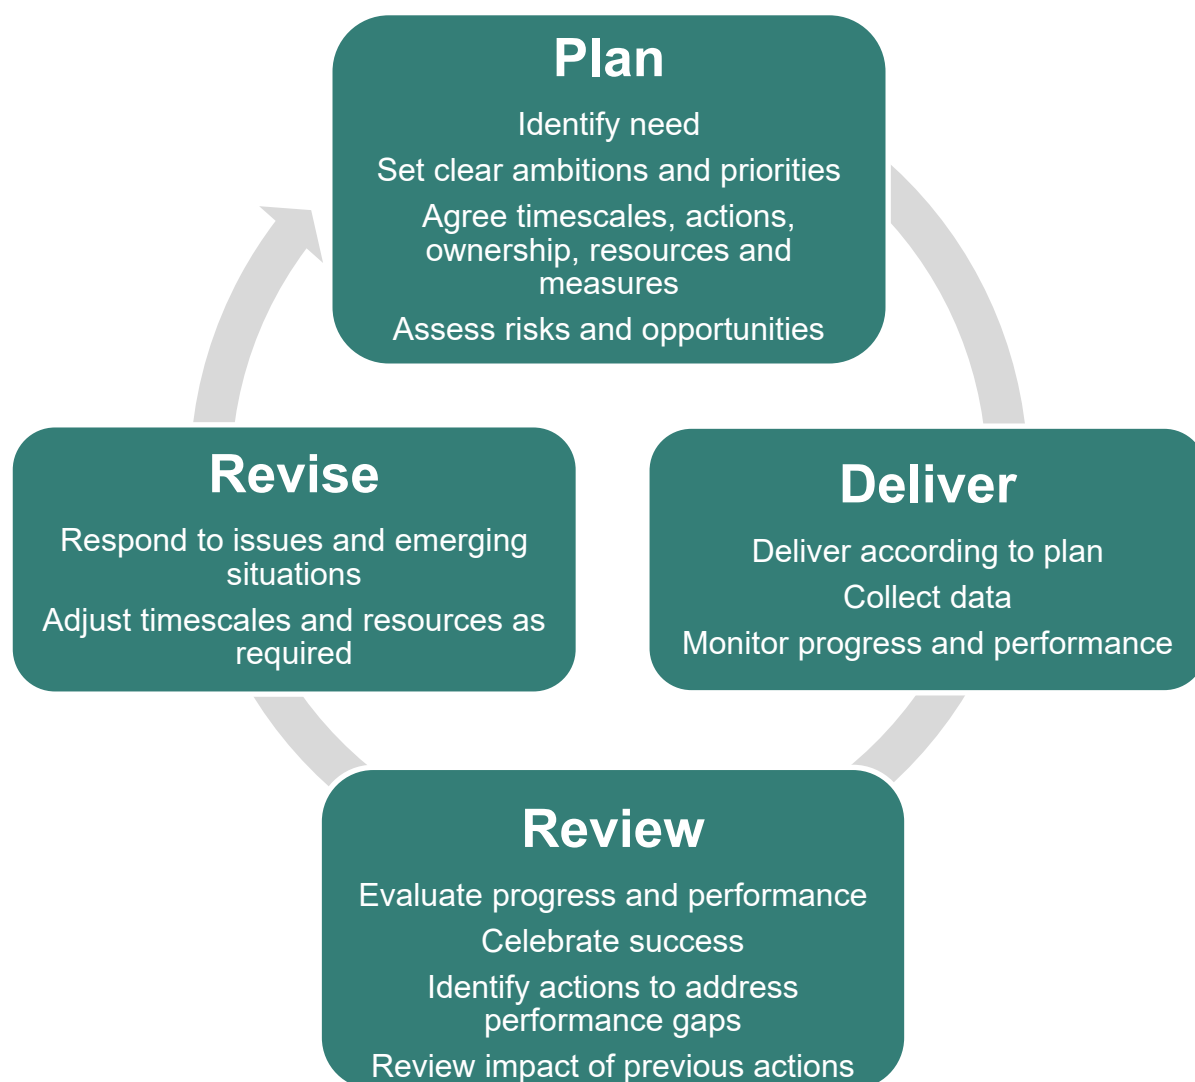 Plan
Identify need
Set clear ambitions and priorities
Agree timescales, actions,
ownership, resources and
measures
Assess risks and opportunities
Deliver
Deliver according to plan
Collect data
Monitor progress and performance
Review
Evaluate progress and performance
Celebrate success
Identify actions to address
performance gaps
Review impact of previous actions
Revise
Respond to issues and emerging
situations
Adjust timescales and resources as
required